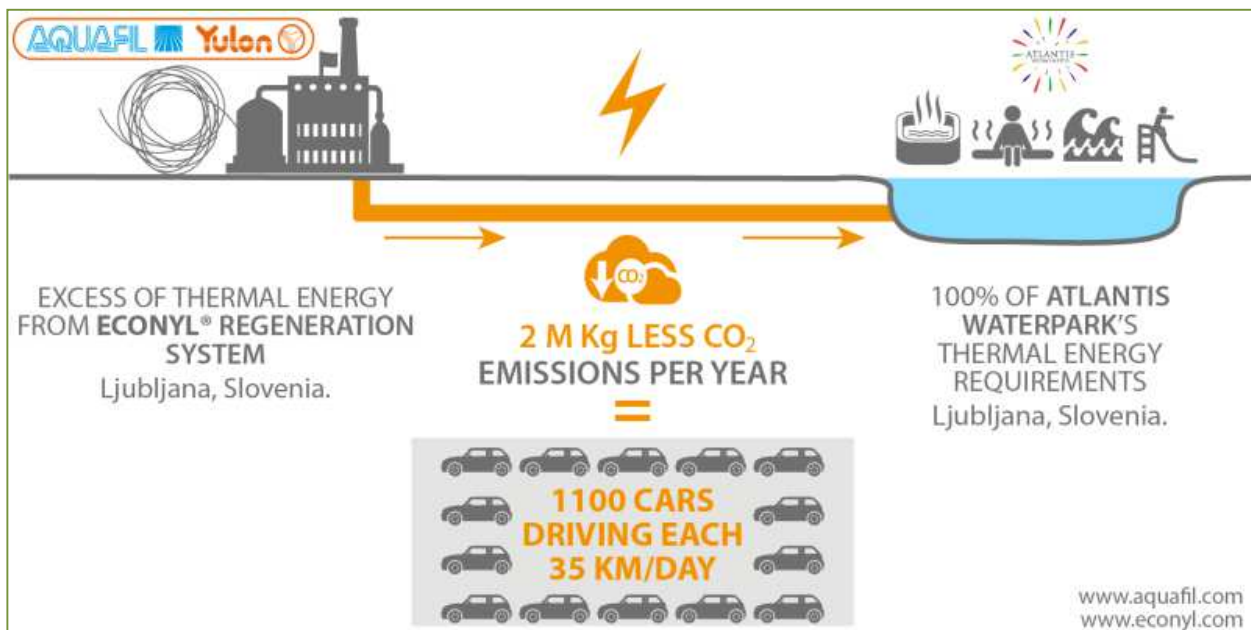 AQUAFIL Yulon
ATLANTIS
EXCESS OF THERMAL ENERGY
FROM ECONYL® REGENERATION
SYSTEM
Ljubljana, Slovenia.
CO₂
2 M Kg LESS CO₂
EMISSIONS PER YEAR
=
1100 CARS
DRIVING EACH
35 KM/DAY
100% OF ATLANTIS
WATERPARK'S
THERMAL ENERGY
REQUIREMENTS
Ljubljana, Slovenia.
www.aquafil.com
www.econyl.com